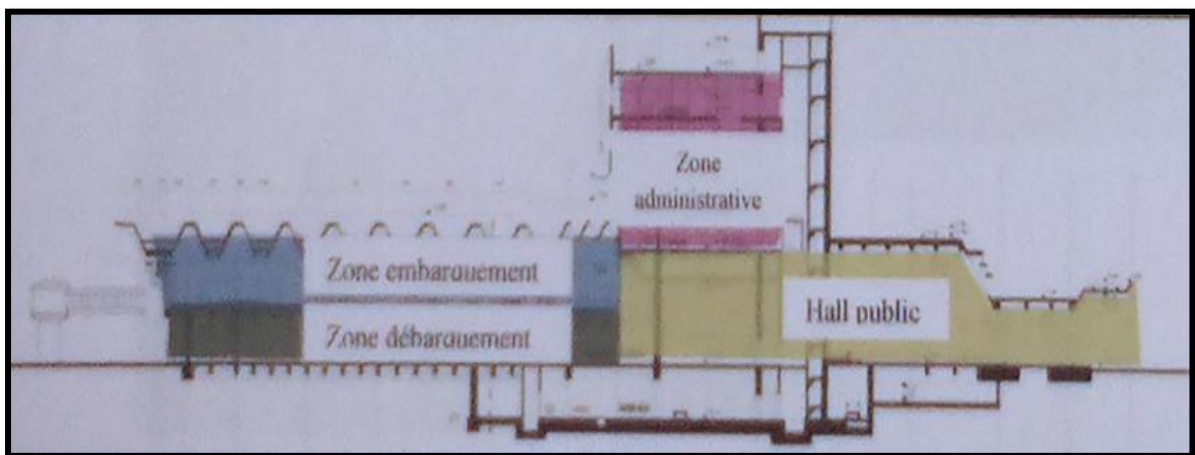 Zone
administrative
Zone embarquement
Zone débarquement
Hall public